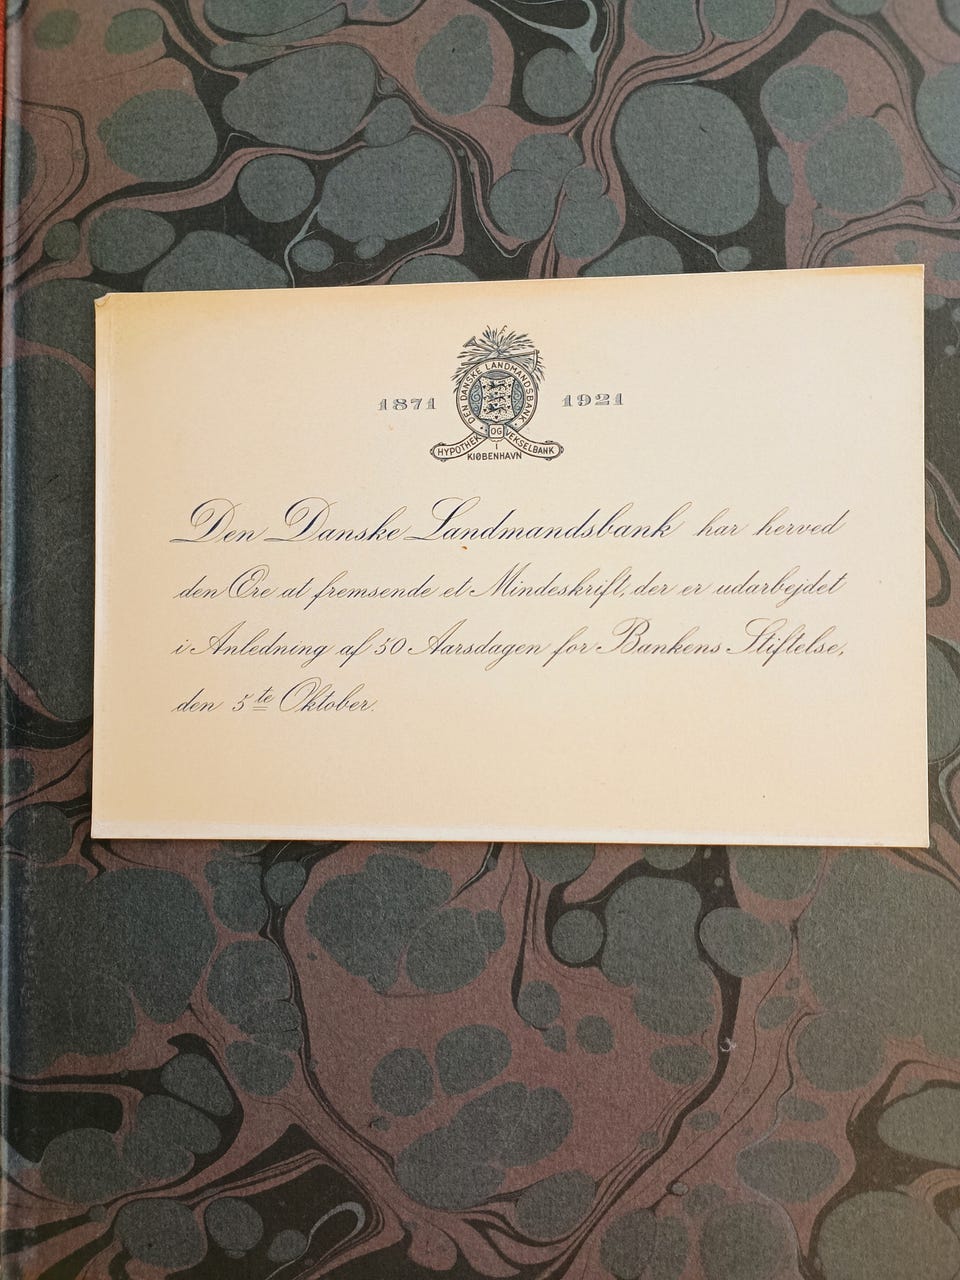 1871 1921
DEN DANSKE LANDMANDSBANK
HYPOTHEK OG VEKSELBANK
I
KIØBENHAVN
Den Danske Landmandsbank har herved
den Ære at fremsende et Mindeskrift, der er udarbejdet
i Anledning af 50 Aarsdagen for Bankens Stiftelse,
den 5te Oktober.